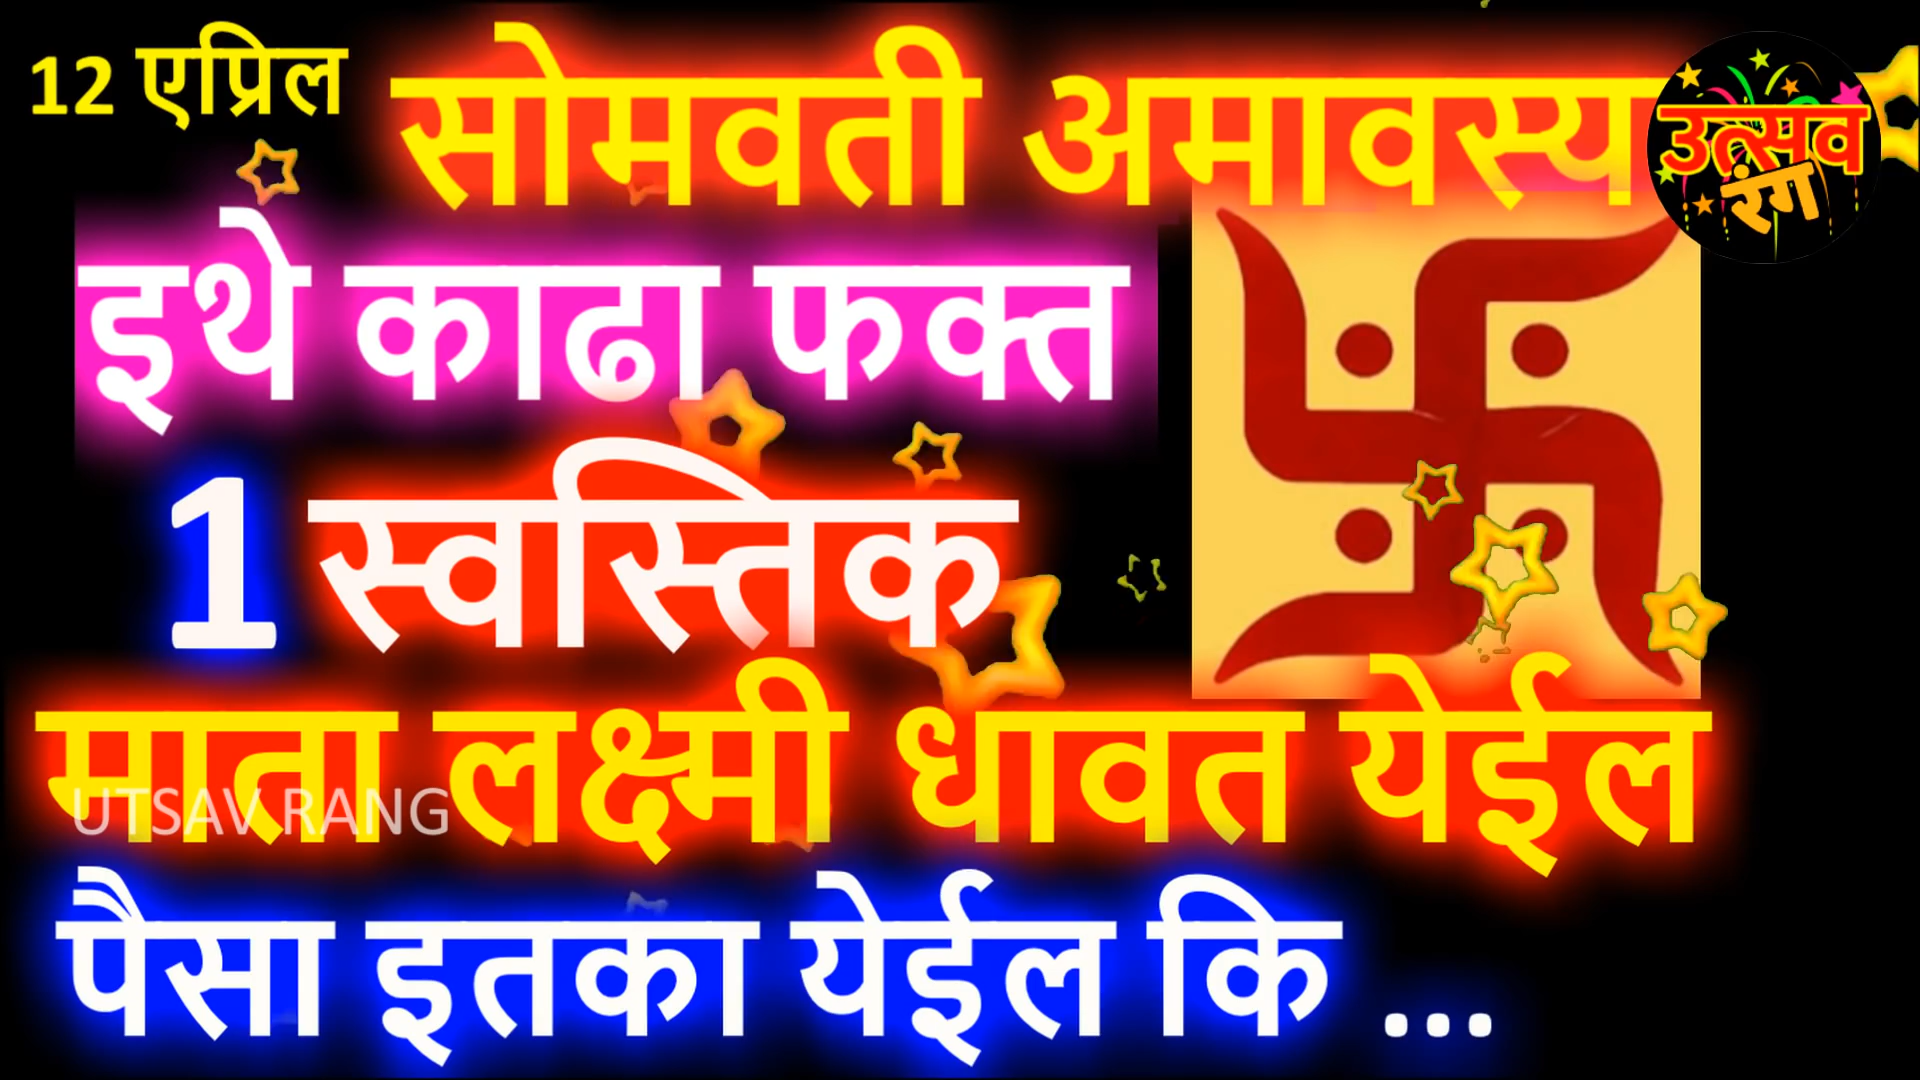 12 एप्रिल सोमवती अमावस्य
उत्सव
रंग
इथे काढा फक्त
1 स्वस्तिक
माता लक्ष्मी धावत येईल
UTSAV RANG
पैसा इतका येईल कि ...